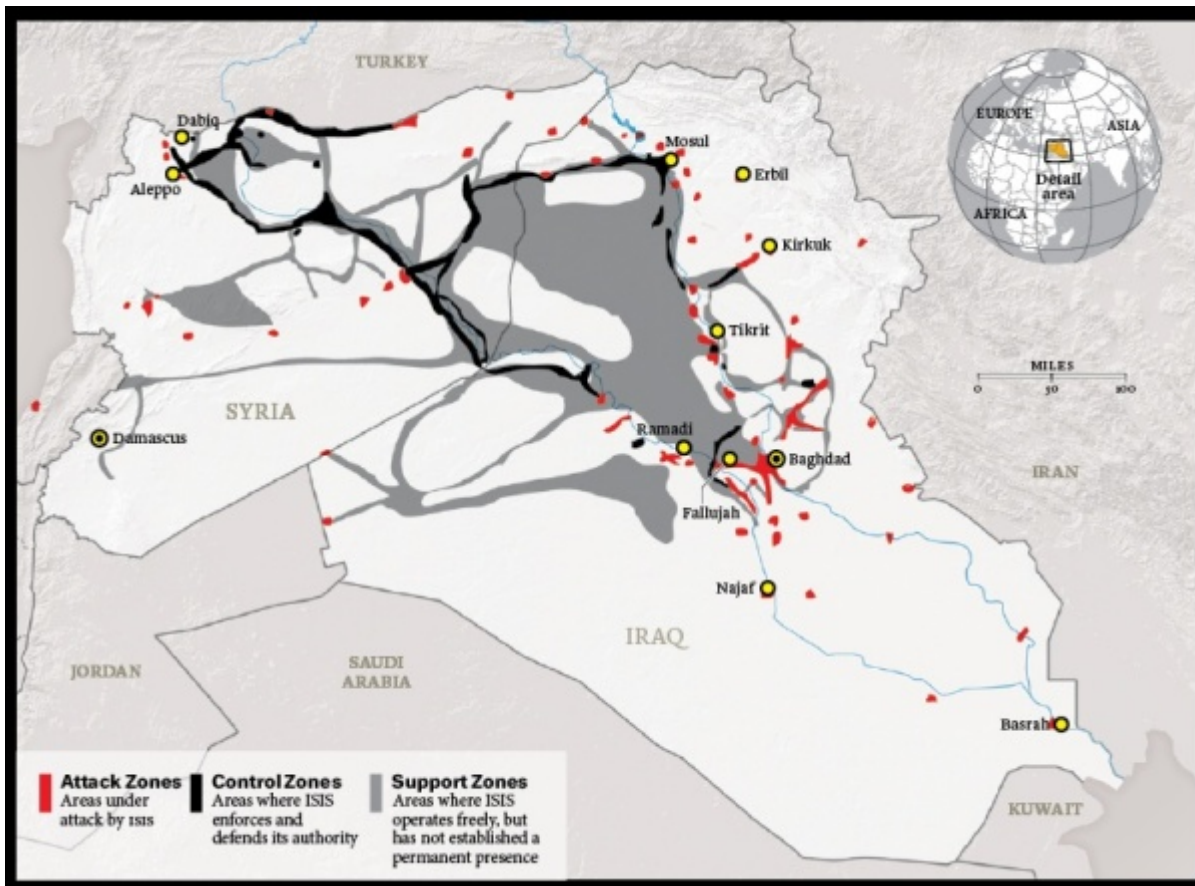 TURKEY
Dabiq
Aleppo
Mosul
Erbil
Kirkuk
Tikrit
EUROPE
ASIA
Detail
area
AFRICA
MILES
0 50 100
SYRIA
Damascus
Ramadi
Baghdad
Fallujah
IRAN
Najaf
IRAQ
JORDAN
SAUDI
ARABIA
Basrah
KUWAIT
Attack Zones
Areas under
attack by ISIS
Control Zones
Areas where ISIS
enforces and
defends its authority
Support Zones
Areas where ISIS
operates freely, but
has not established a
permanent presence